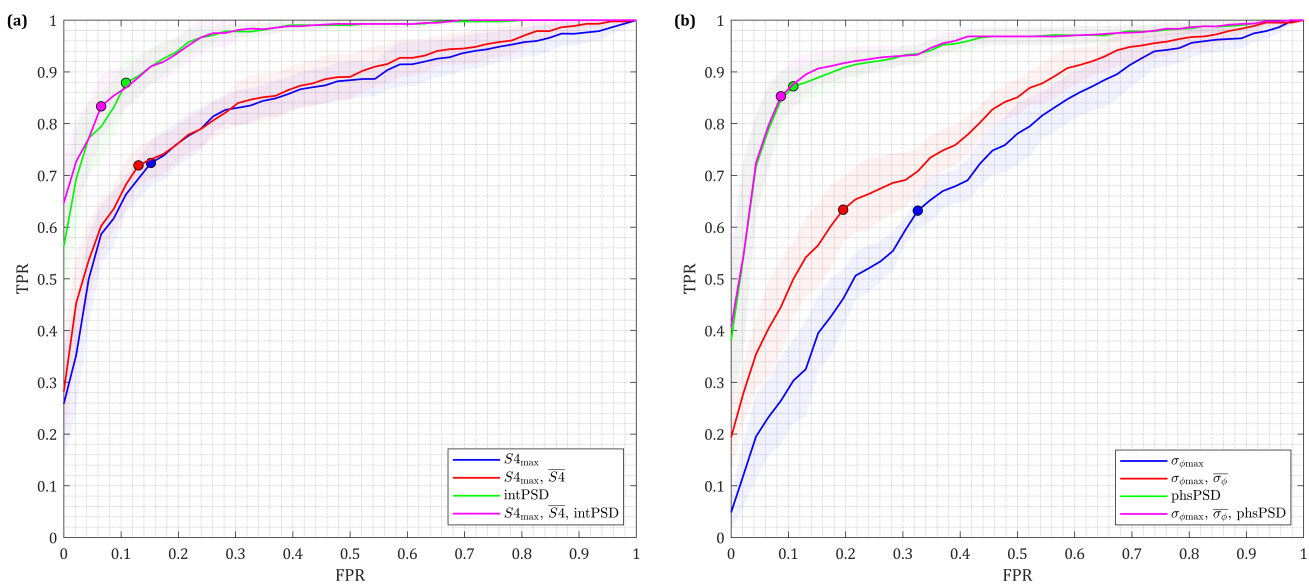 (a)
1
0.9
0.8
0.7
0.6
0.5
0.4
0.3
0.2
0.1
0
TPR
0 0.1 0.2 0.3 0.4 0.5 0.6 0.7 0.8 0.9 1
FPR
S4max
S4max, S4̅
intPSD
S4max, S4̅, intPSD
(b)
1
0.9
0.8
0.7
0.6
0.5
0.4
0.3
0.2
0.1
0
TPR
0 0.1 0.2 0.3 0.4 0.5 0.6 0.7 0.8 0.9 1
FPR
σϕmax
σϕmax, σϕ̅
phsPSD
σϕmax, σϕ̅, phsPSD